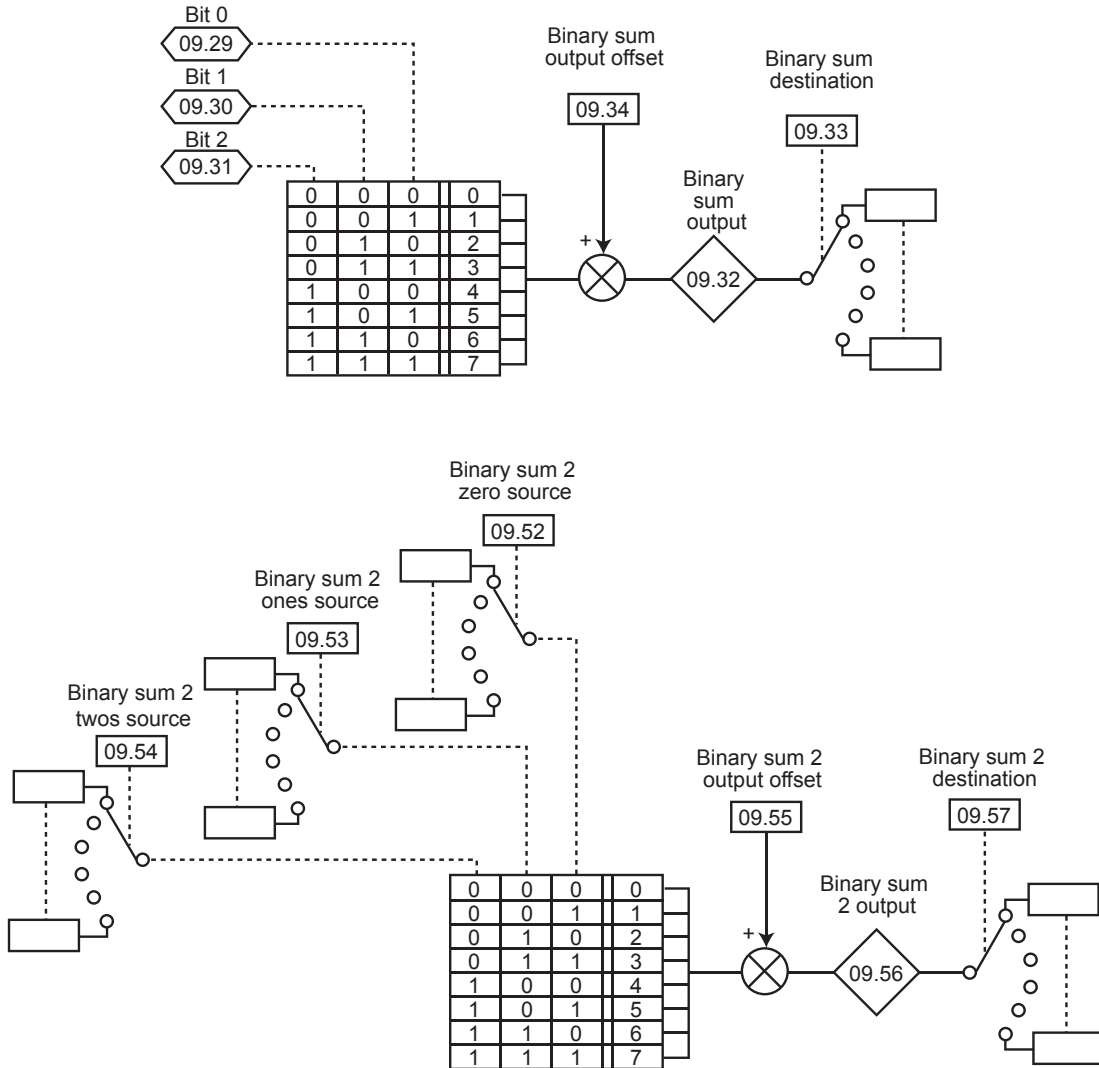 Bit 0
09.29
Bit 1
09.30
Bit 2
09.31
Binary sum
output offset
09.34
Binary sum
destination
09.33
0 0 0 0
0 0 1 1
0 1 0 2
0 1 1 3
1 0 0 4
1 0 1 5
1 1 0 6
1 1 1 7
+
Binary
sum
output
09.32
Binary sum 2
zero source
09.52
Binary sum 2
ones source
09.53
Binary sum 2
twos source
09.54
Binary sum 2
output offset
09.55
Binary sum 2
destination
09.57
0 0 0 0
0 0 1 1
0 1 0 2
0 1 1 3
1 0 0 4
1 0 1 5
1 1 0 6
1 1 1 7
+
Binary sum
2 output
09.56